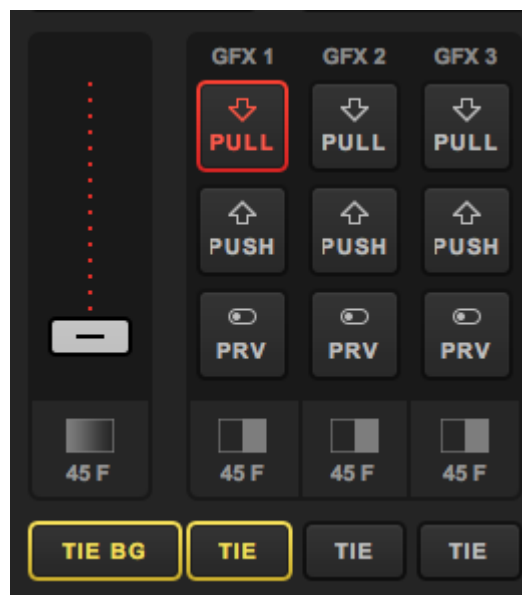 GFX 1 GFX 2 GFX 3
PULL PULL PULL
PUSH PUSH PUSH
PRV PRV PRV
45 F 45 F 45 F 45 F
TIE BG TIE TIE TIE